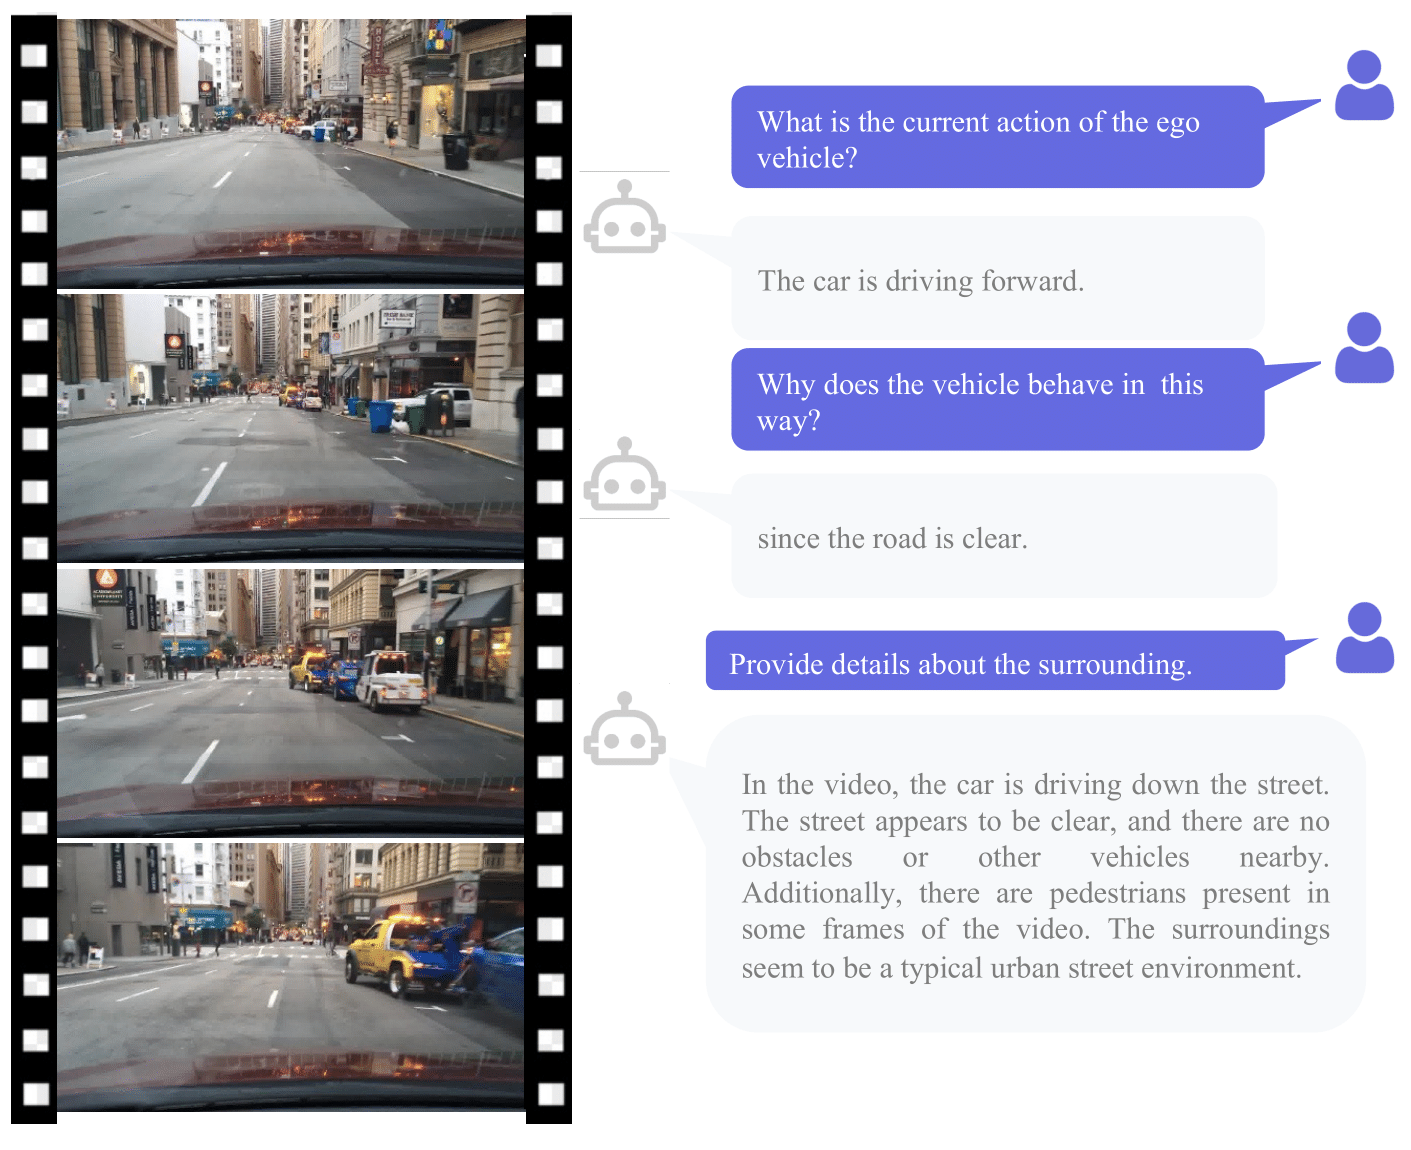 HOTEL
What is the current action of the ego
vehicle?
The car is driving forward.
Why does the vehicle behave in this
way?
since the road is clear.
Provide details about the surrounding.
In the video, the car is driving down the street.
The street appears to be clear, and there are no
obstacles or other vehicles nearby.
Additionally, there are pedestrians present in
some frames of the video. The surroundings
seem to be a typical urban street environment.